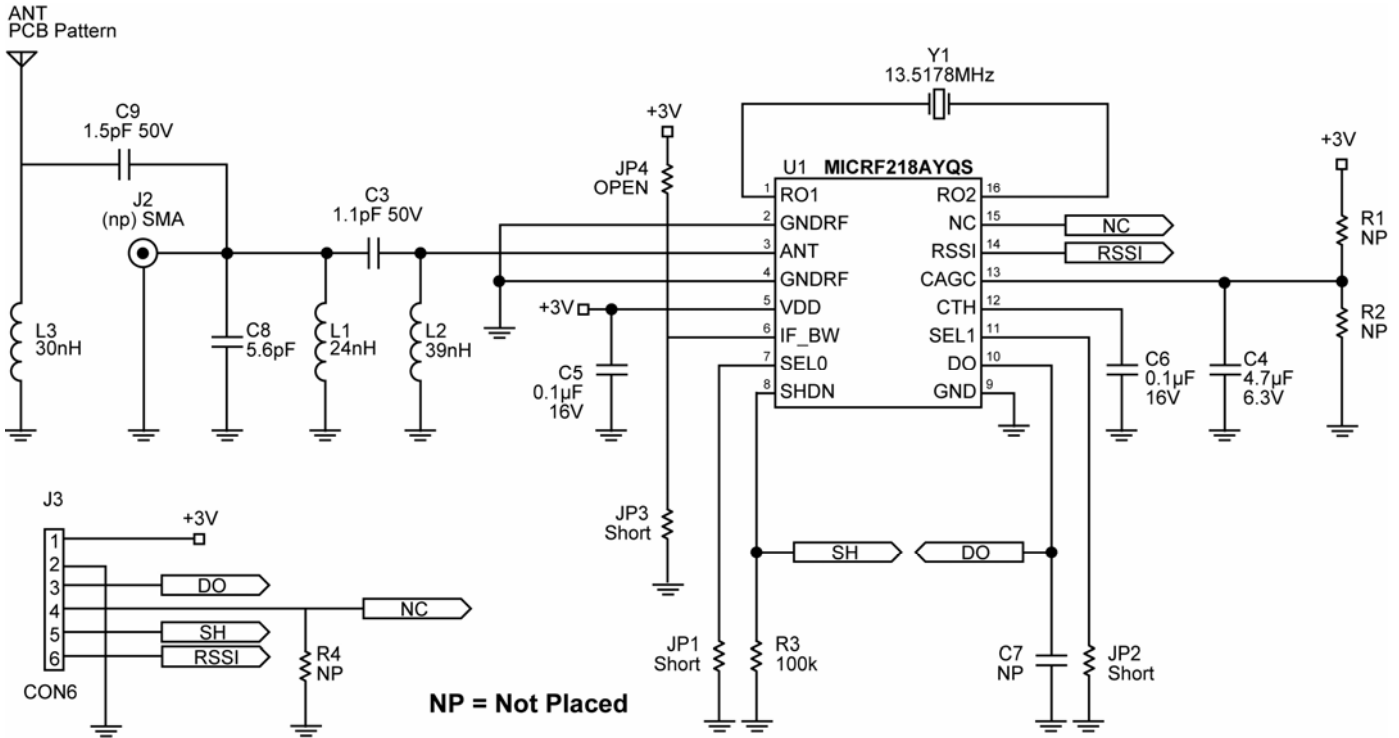 ANT
PCB Pattern
C9
1.5pF 50V
J2
(np) SMA
C3
1.1pF 50V
L3
30nH
C8
5.6pF
L1
24nH
L2
39nH
+3V
JP4
OPEN
+3V
C5
0.1µF
16V
JP3
Short
Y1
13.5178MHz
U1 MICRF218AYQS
1 RO1
2 GNDRF
3 ANT
4 GNDRF
5 VDD
6 IF_BW
7 SEL0
8 SHDN
RO2 16
NC 15
RSSI 14
CAGC 13
CTH 12
SEL1 11
DO 10
GND 9
NC
RSSI
+3V
R1
NP
R2
NP
C6
0.1µF
16V
C4
4.7µF
6.3V
SH
DO
JP1
Short
R3
100k
C7
NP
JP2
Short
J3
+3V
1
2
3
4
5
6
DO
NC
SH
RSSI
R4
NP
CON6
NP = Not Placed